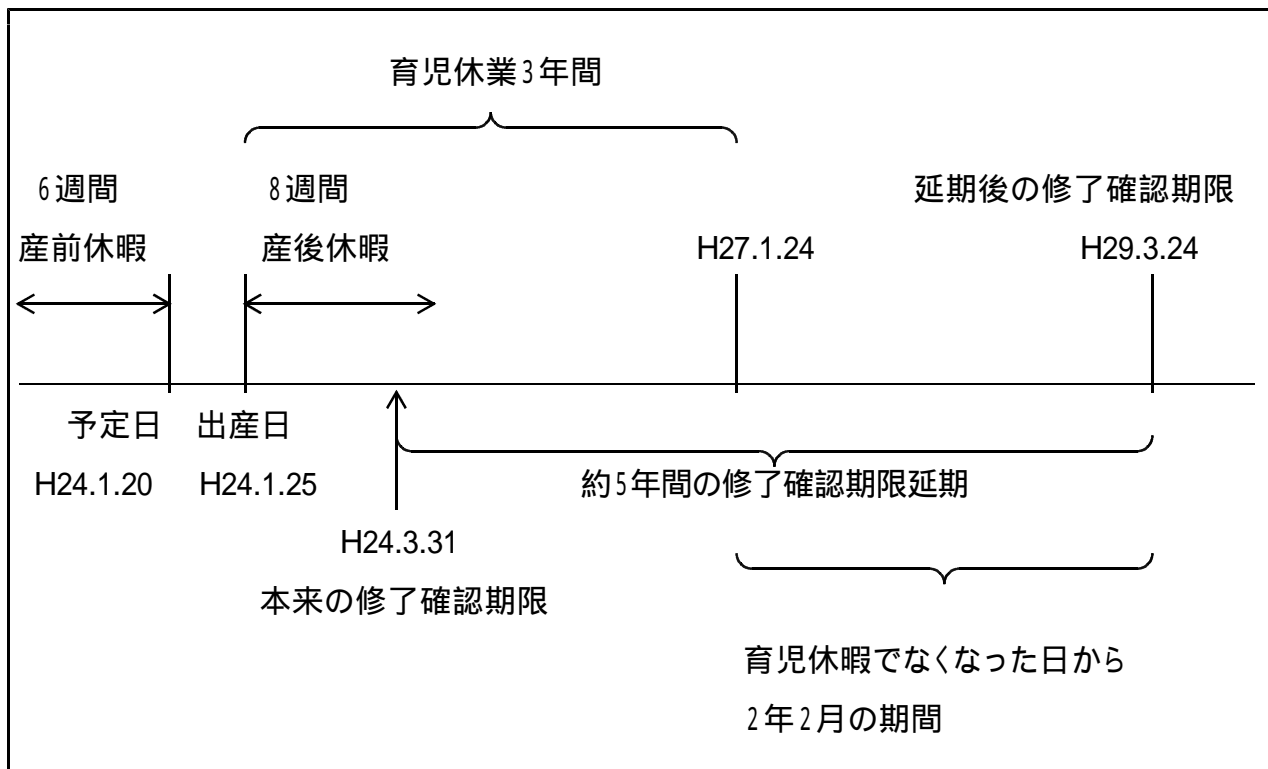 育児休業3年間
6週間
産前休暇
8週間
産後休暇
延期後の修了確認期限
H27.1.24
H29.3.24
予定日
出産日
H24.1.20
H24.1.25
約5年間の修了確認期限延期
H24.3.31
本来の修了確認期限
育児休暇でなくなった日から
2年2月の期間